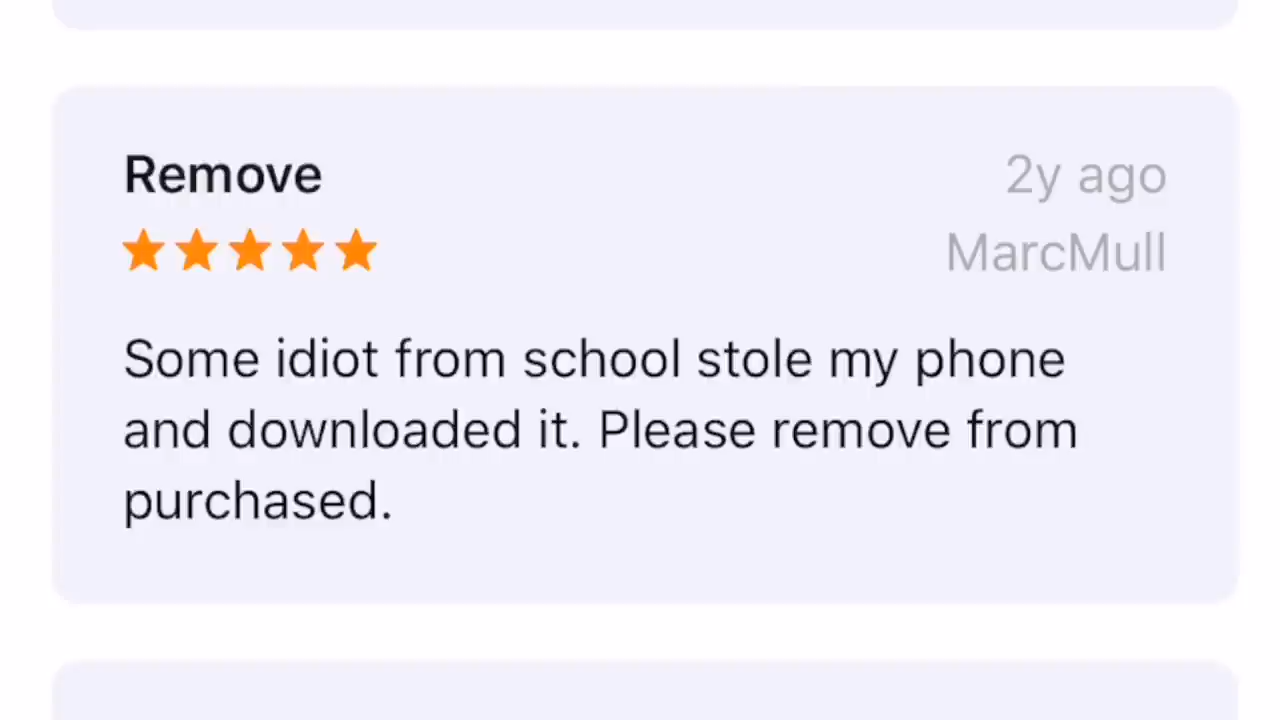 Remove
2y ago
MarcMull
Some idiot from school stole my phone
and downloaded it. Please remove from
purchased.